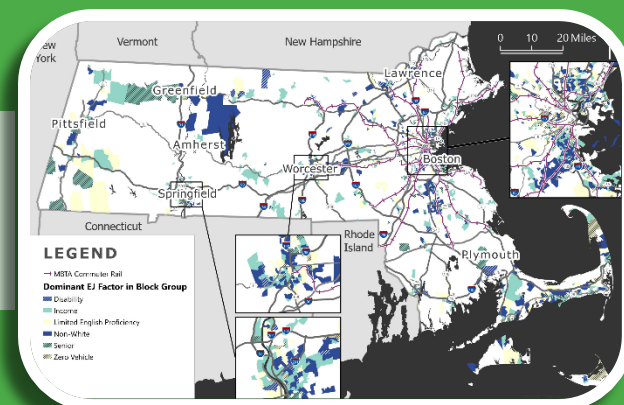 ew
York
Vermont
New Hampshire
0 10 20 Miles
Lawrence
Greenfield
Pittsfield
Amherst
Boston
Worcester
Springfield
Connecticut
Rhode
Island
Plymouth
LEGEND
MBTA Commuter Rail
Dominant EJ Factor in Block Group
Disability
Income
Limited English Proficiency
Non-White
Senior
Zero Vehicle